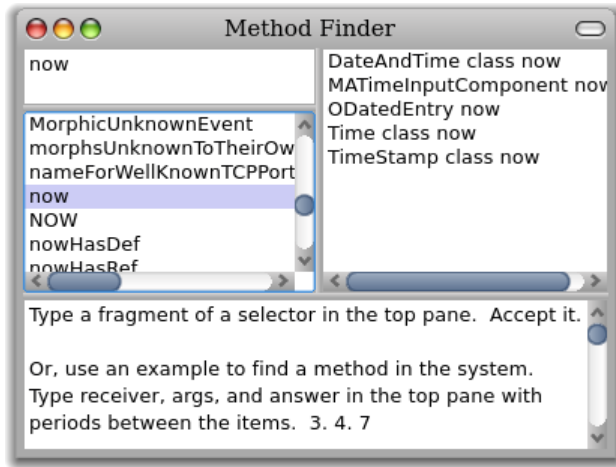 Method Finder
now
MorphicUnknownEvent
morphsUnknownToTheirOw
nameForWellKnownTCPPort
now
NOW
nowHasDef
nowHasRef
DateAndTime class now
MATimeInputComponent now
ODatedEntry now
Time class now
TimeStamp class now
Type a fragment of a selector in the top pane.  Accept it.
Or, use an example to find a method in the system.
Type receiver, args, and answer in the top pane with
periods between the items.  3. 4. 7